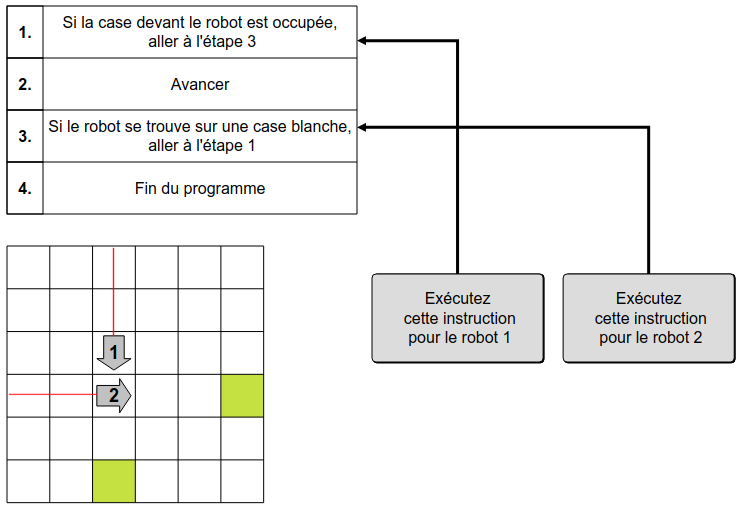 1.
Si la case devant le robot est occupée,
aller à l'étape 3
2.
Avancer
3.
Si le robot se trouve sur une case blanche,
aller à l'étape 1
4.
Fin du programme
Exécutez
cette instruction
pour le robot 1
Exécutez
cette instruction
pour le robot 2
1
2